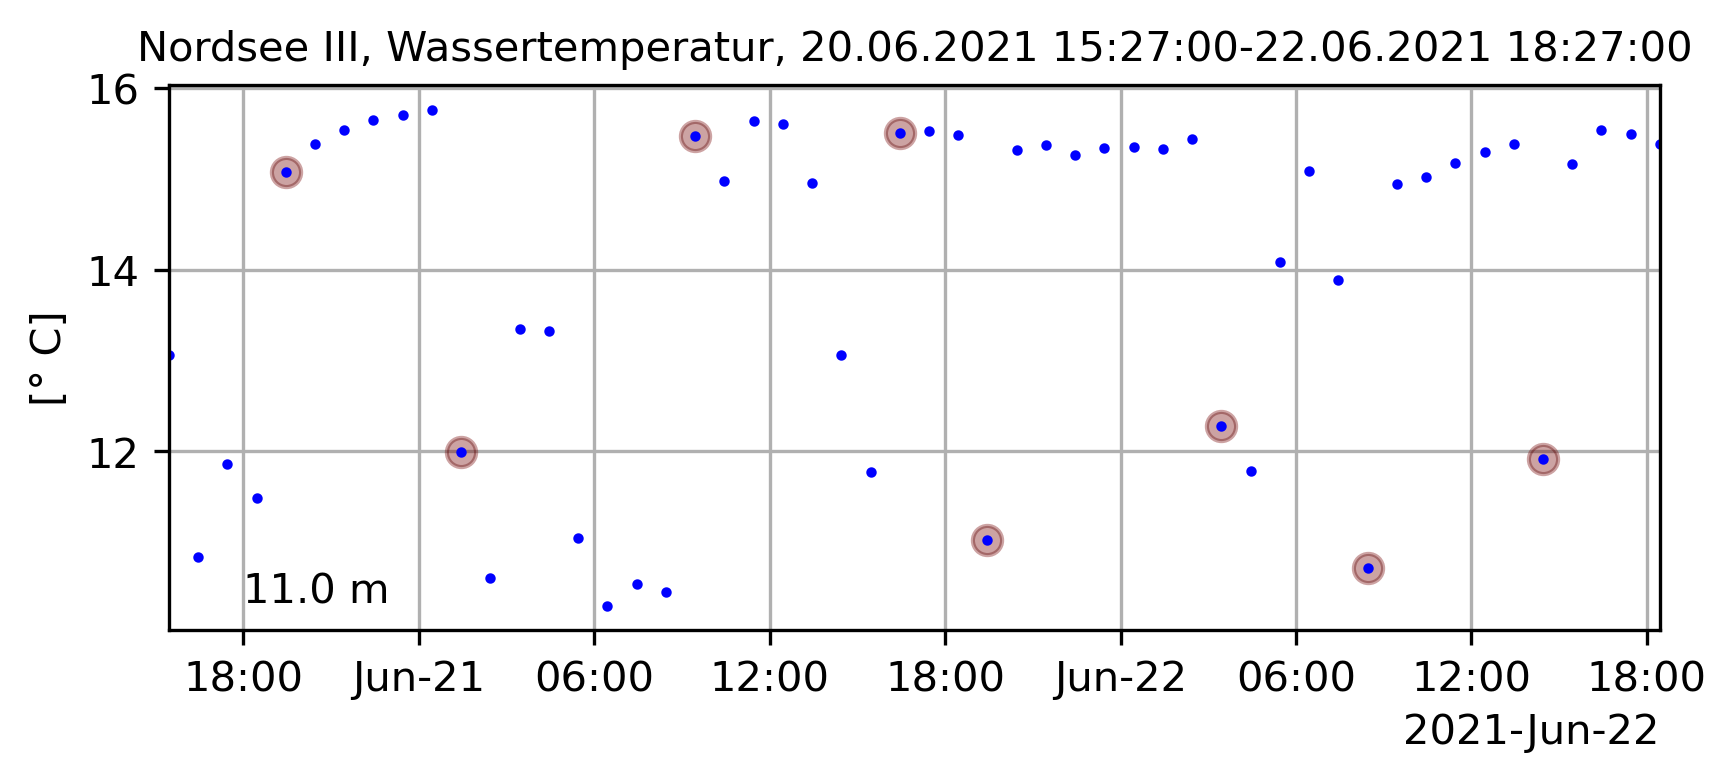 Nordsee III, Wassertemperatur, 20.06.2021 15:27:00-22.06.2021 18:27:00
16
14
12
[° C]
11.0 m
18:00 Jun-21 06:00 12:00 18:00 Jun-22 06:00 12:00 18:00
2021-Jun-22